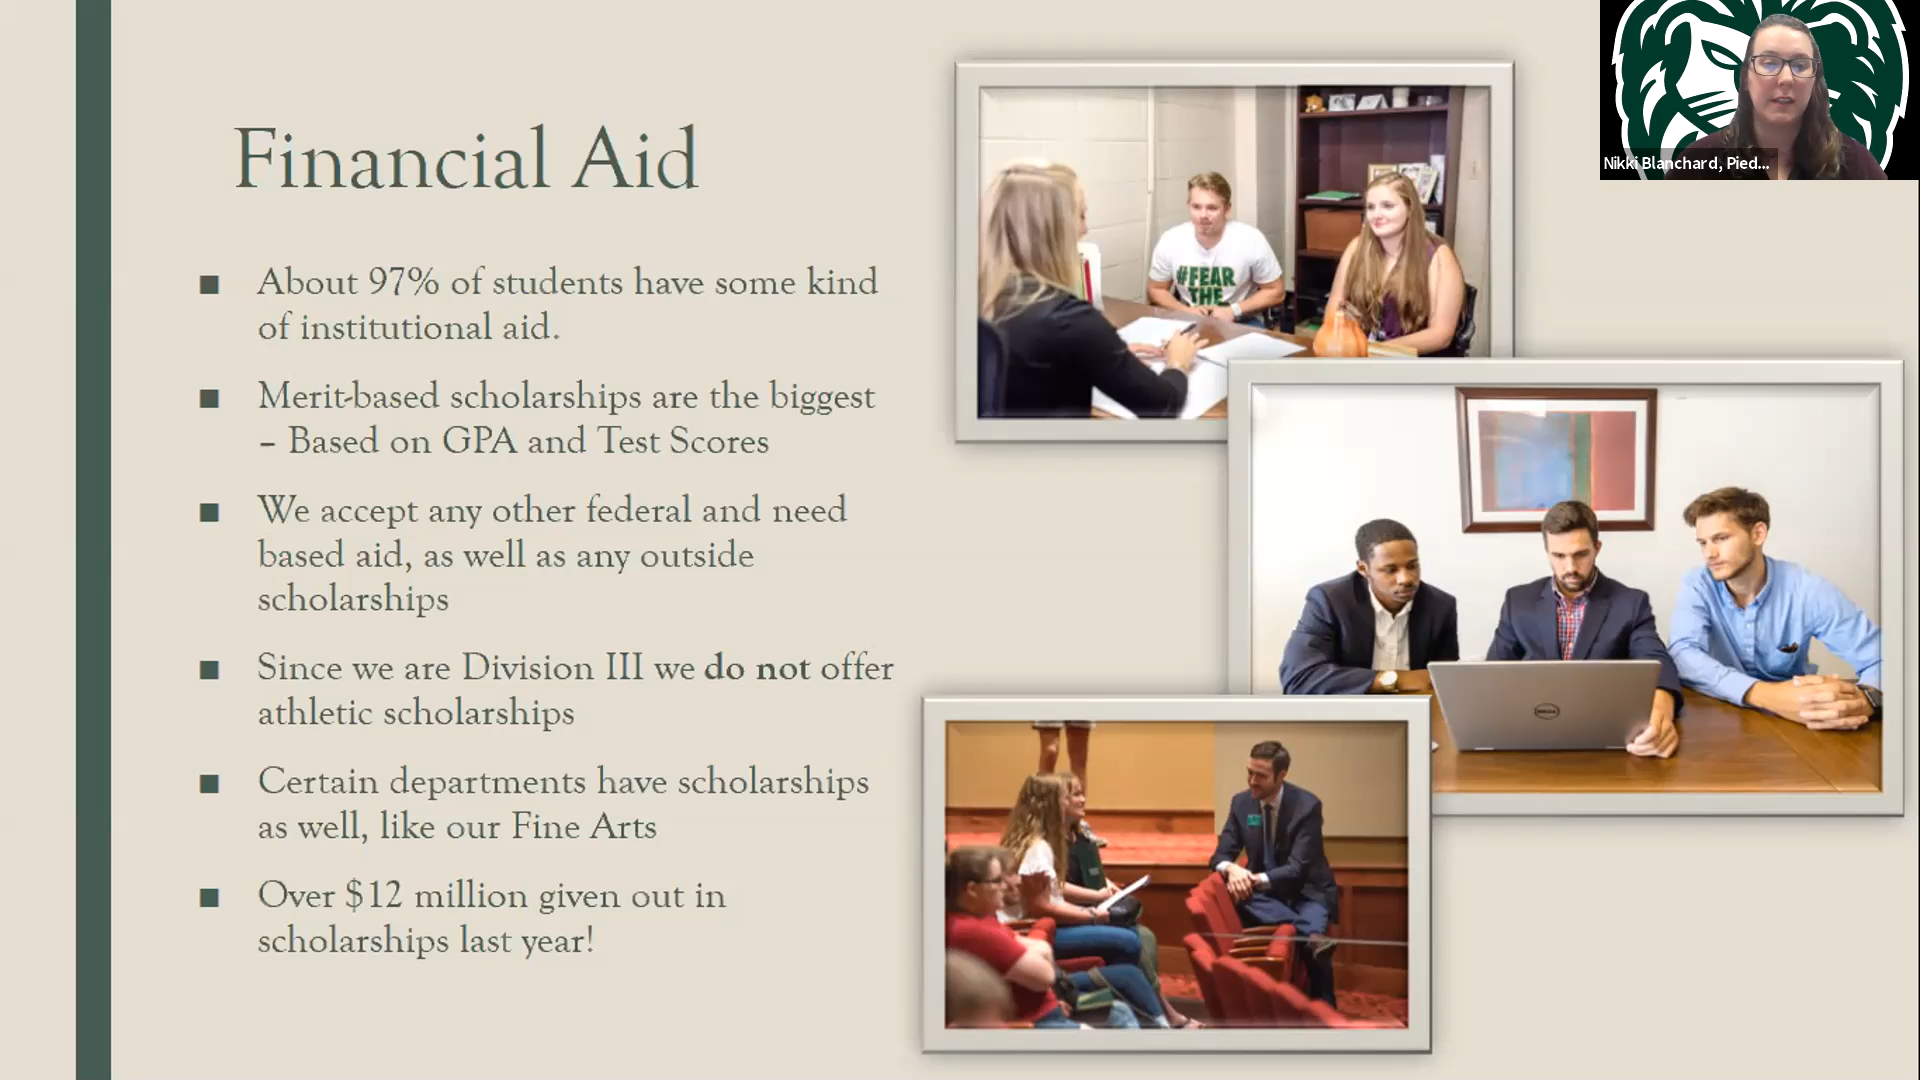 Financial Aid
■ About 97% of students have some kind
of institutional aid.
■ Merit-based scholarships are the biggest
– Based on GPA and Test Scores
■ We accept any other federal and need
based aid, as well as any outside
scholarships
■ Since we are Division III we do not offer
athletic scholarships
■ Certain departments have scholarships
as well, like our Fine Arts
■ Over $12 million given out in
scholarships last year!
#FEAR
THE
DELL
Nikki Blanchard, Pied...